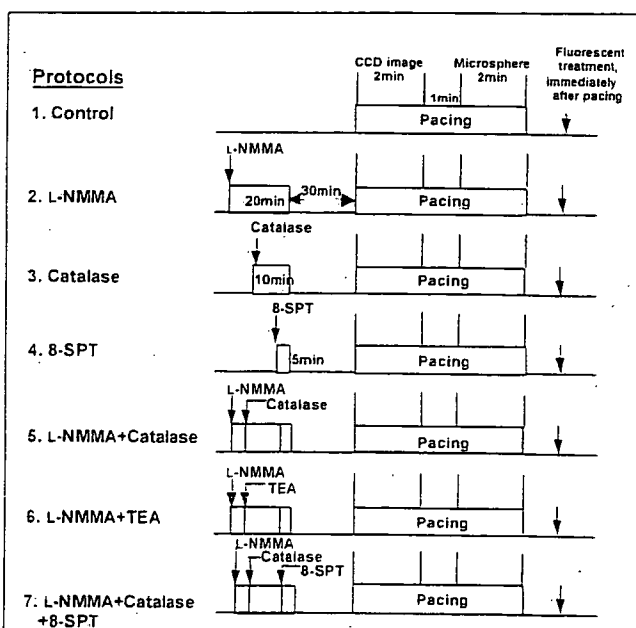 Protocols
CCD image
2min
1min
Microsphere
2min
Fluorescent
treatment,
immediately
after pacing
1. Control
Pacing
L-NMMA
2. L-NMMA
20min
30min
Pacing
Catalase
3. Catalase
10min
Pacing
8-SPT
4. 8-SPT
5min
Pacing
L-NMMA
Catalase
5. L-NMMA+Catalase
Pacing
L-NMMA
TEA
6. L-NMMA+TEA
Pacing
L-NMMA
Catalase
8-SPT
7: L-NMMA+Catalase
+8-SPT
Pacing